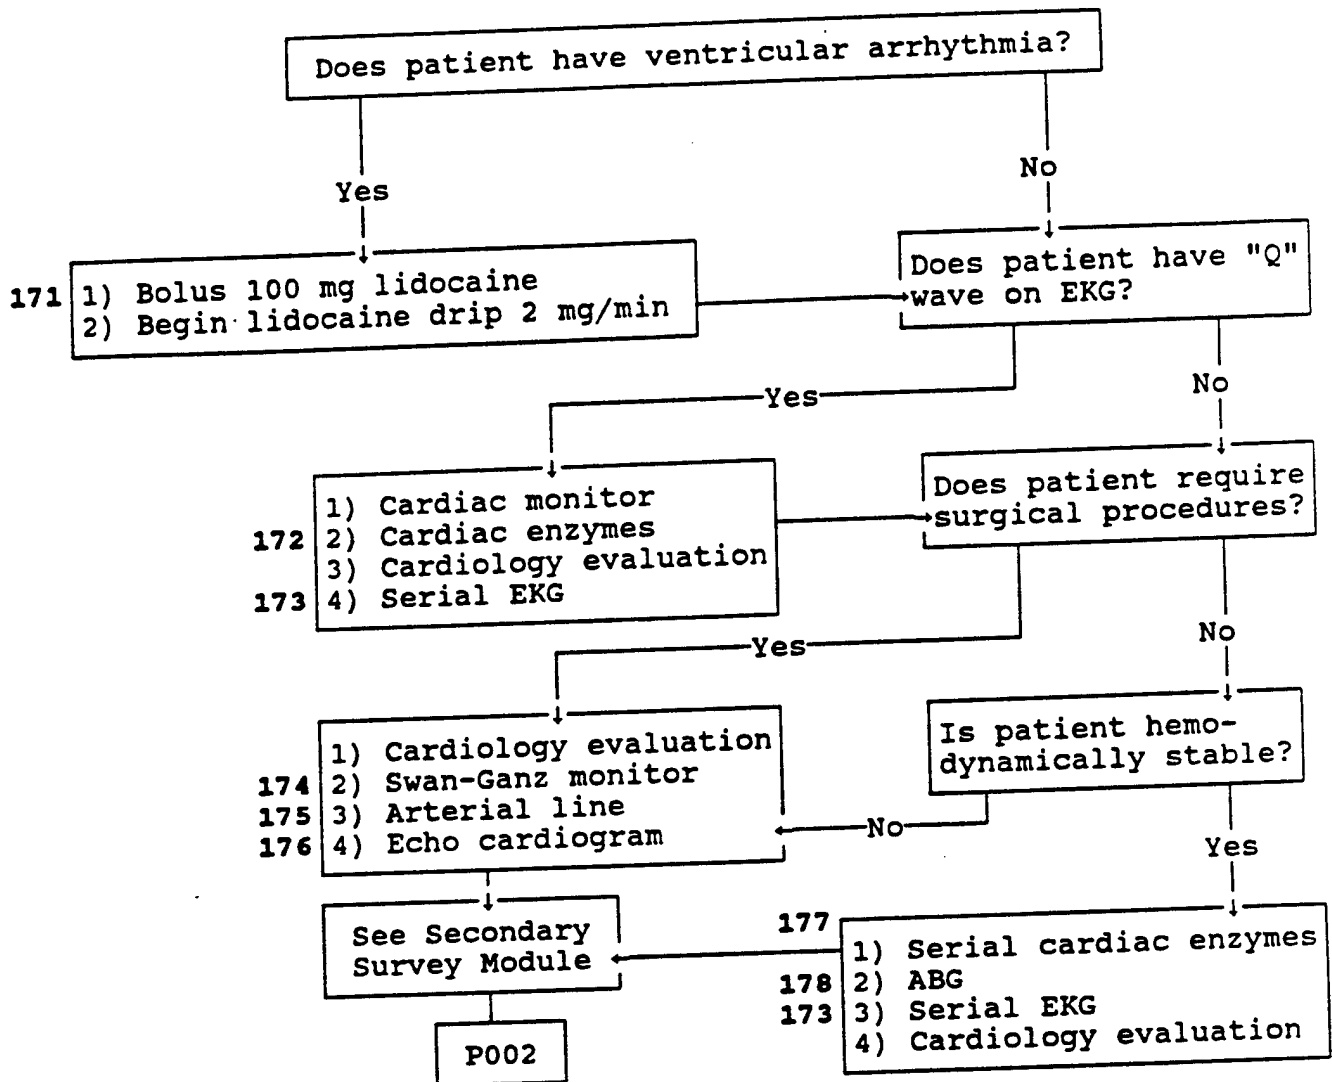 Does patient have ventricular arrhythmia?
Yes
No
171 1) Bolus 100 mg lidocaine
2) Begin lidocaine drip 2 mg/min
Does patient have "Q"
wave on EKG?
Yes
No
1) Cardiac monitor
172 2) Cardiac enzymes
3) Cardiology evaluation
173 4) Serial EKG
Does patient require
surgical procedures?
Yes
No
1) Cardiology evaluation
174 2) Swan-Ganz monitor
175 3) Arterial line
176 4) Echo cardiogram
Is patient hemo-
dynamically stable?
No
Yes
See Secondary
Survey Module
177
1) Serial cardiac enzymes
178 2) ABG
173 3) Serial EKG
4) Cardiology evaluation
P002